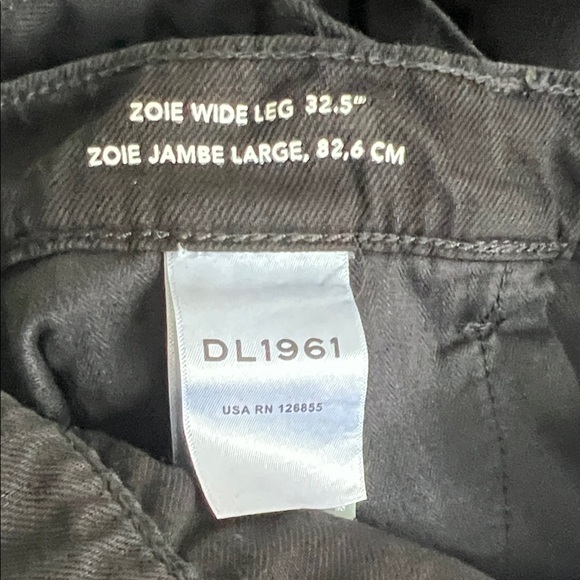 ZOIE WIDE LEG 32.5"
ZOIE JAMBE LARGE, 82,6 CM
DL1961
USA RN 126855